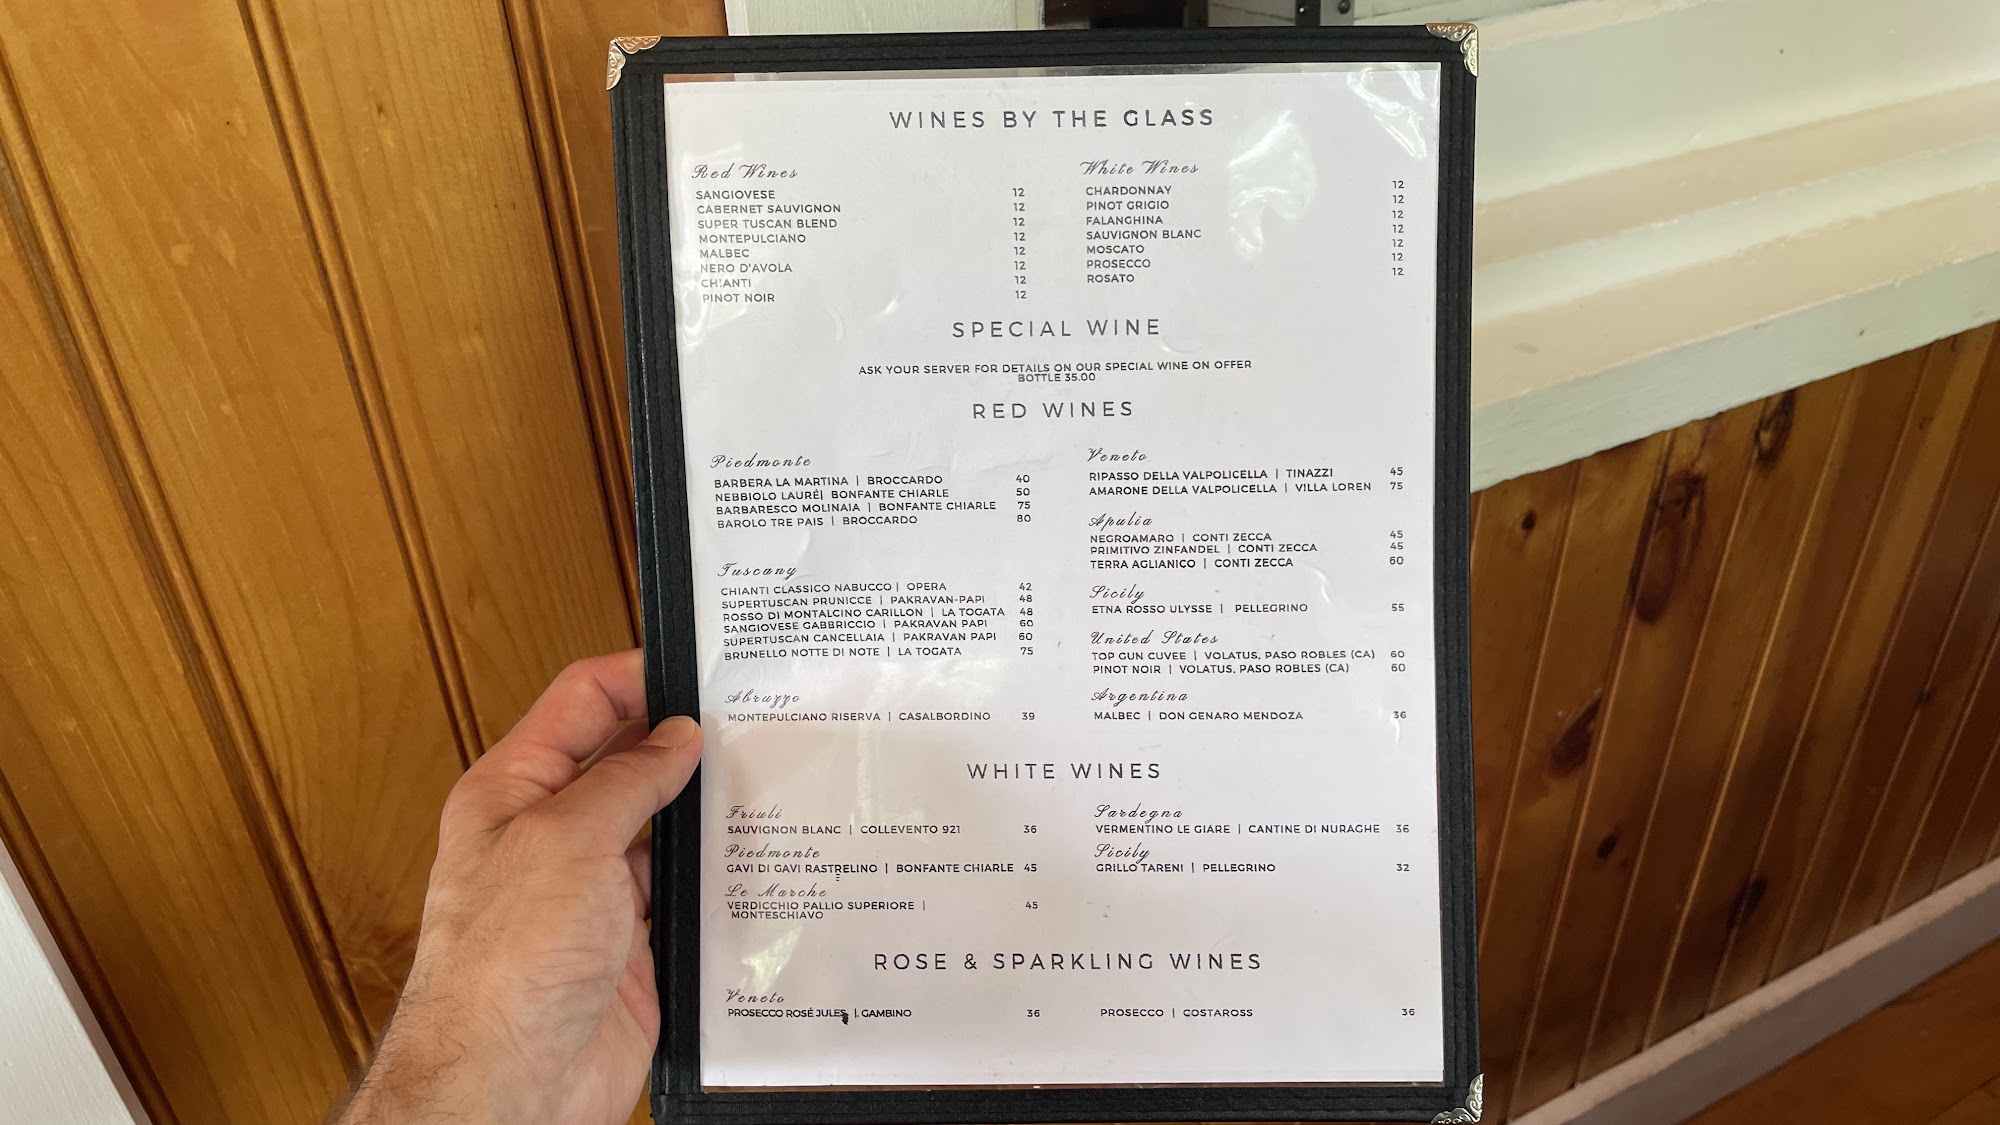 WINES BY THE GLASS
Red Wines
SANGIOVESE 12
CABERNET SAUVIGNON 12
SUPER TUSCAN BLEND 12
MONTEPULCIANO 12
MALBEC 12
NERO D'AVOLA 12
CHIANTI 12
PINOT NOIR 12
White Wines
CHARDONNAY 12
PINOT GRIGIO 12
FALANGHINA 12
SAUVIGNON BLANC 12
MOSCATO 12
PROSECCO 12
ROSATO 12
SPECIAL WINE
ASK YOUR SERVER FOR DETAILS ON OUR SPECIAL WINE ON OFFER
BOTTLE 35.00
RED WINES
Piedmonte
BARBERA LA MARTINA | BROCCARDO 40
NEBBIOLO LAURÉ| BONFANTE CHIARLE 50
BARBARESCO MOLINAIA | BONFANTE CHIARLE 75
BAROLO TRE PAIS | BROCCARDO 80
Tuscany
CHIANTI CLASSICO NABUCCO | OPERA 42
SUPERTUSCAN PRUNICCE | PAKRAVAN-PAPI 48
ROSSO DI MONTALCINO CARILLON | LA TOGATA 48
SANGIOVESE GABBRICCIO | PAKRAVAN PAPI 60
SUPERTUSCAN CANCELLAIA | PAKRAVAN PAPI 60
BRUNELLO NOTTE DI NOTE | LA TOGATA 75
Abruzzo
MONTEPULCIANO RISERVA | CASALBORDINO 39
Veneto
RIPASSO DELLA VALPOLICELLA | TINAZZI 45
AMARONE DELLA VALPOLICELLA | VILLA LOREN 75
Apulia
NEGROAMARO | CONTI ZECCA 45
PRIMITIVO ZINFANDEL | CONTI ZECCA 45
TERRA AGLIANICO | CONTI ZECCA 60
Sicily
ETNA ROSSO ULYSSE | PELLEGRINO 55
United States
TOP GUN CUVEE | VOLATUS, PASO ROBLES (CA) 60
PINOT NOIR | VOLATUS, PASO ROBLES (CA) 60
Argentina
MALBEC | DON GENARO MENDOZA 36
WHITE WINES
Friuli
SAUVIGNON BLANC | COLLEVENTO 921 36
Piedmonte
GAVI DI GAVI RASTRELINO | BONFANTE CHIARLE 45
Le Marche
VERDICCHIO PALLIO SUPERIORE | 45
MONTESCHIAVO
Sardegna
VERMENTINO LE GIARE | CANTINE DI NURAGHE 36
Sicily
GRILLO TARENI | PELLEGRINO 32
ROSE & SPARKLING WINES
Veneto
PROSECCO ROSÉ JULES | GAMBINO 36
PROSECCO | COSTAROSS 36